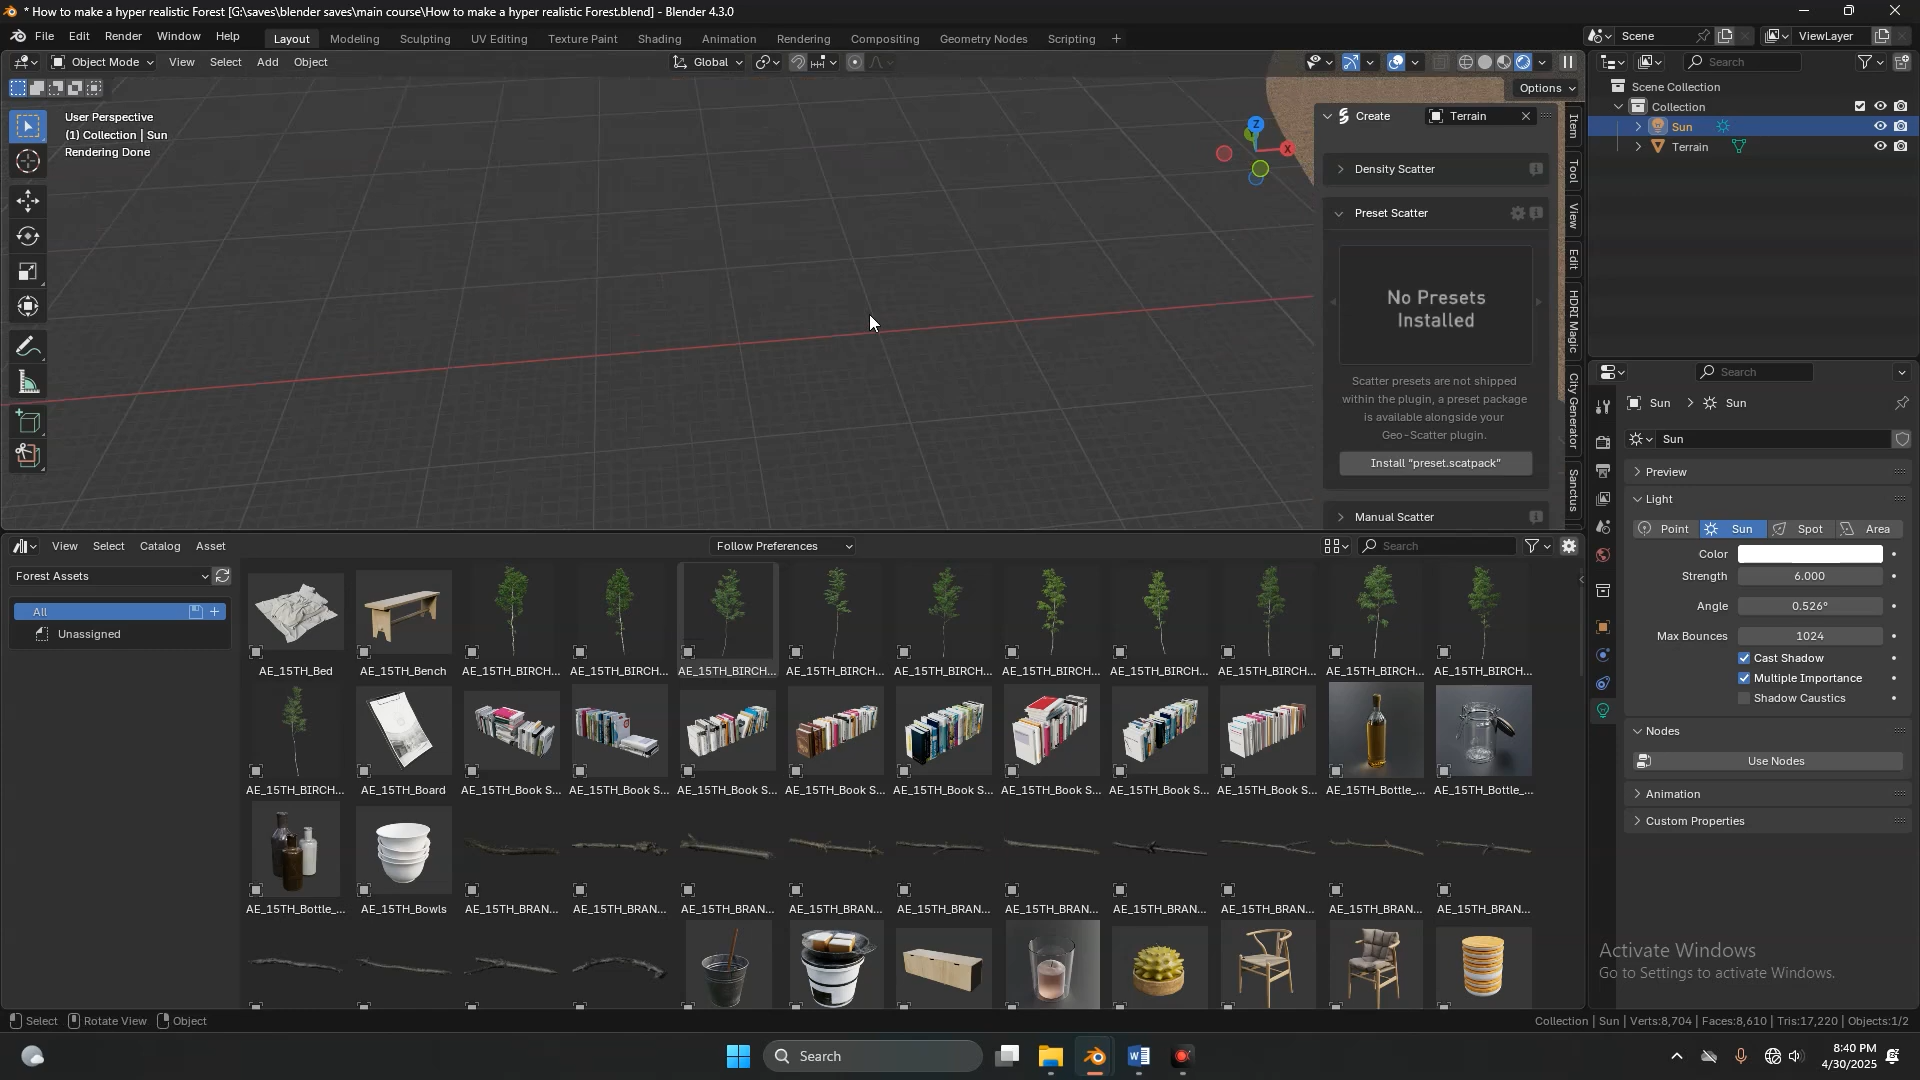 * How to make a hyper realistic Forest [G:\saves\blender saves\main course\How to make a hyper realistic Forest.blend] - Blender 4.3.0
File Edit Render Window Help Layout Modeling Sculpting UV Editing Texture Paint Shading Animation Rendering Compositing Geometry Nodes Scripting + Scene ViewLayer
Object Mode View Select Add Object Global Search
Options
User Perspective
(1) Collection | Sun
Rendering Done
Z
X
Create Terrain
Density Scatter
Preset Scatter
No Presets
Installed
Scatter presets are not shipped
within the plugin, a preset package
is available alongside your
Geo-Scatter plugin.
Install "preset.scatpack"
Manual Scatter
Item
Tool
View
Edit
HDRI Magic
City Generator
Sanctus
Scene Collection
Collection
Sun
Terrain
Search
Sun > Sun
Sun
Preview
Light
Point Sun Spot Area
Color
Strength 6.000
Angle 0.526°
Max Bounces 1024
Cast Shadow
Multiple Importance
Shadow Caustics
Nodes
Use Nodes
Animation
Custom Properties
View Select Catalog Asset Follow Preferences Search
Forest Assets
All
Unassigned
AE_15TH_Bed AE_15TH_Bench AE_15TH_BIRCH... AE_15TH_BIRCH... AE_15TH_BIRCH... AE_15TH_BIRCH... AE_15TH_BIRCH... AE_15TH_BIRCH... AE_15TH_BIRCH... AE_15TH_BIRCH... AE_15TH_BIRCH... AE_15TH_BIRCH...
AE_15TH_BIRCH... AE_15TH_Board AE_15TH_Book S... AE_15TH_Book S... AE_15TH_Book S... AE_15TH_Book S... AE_15TH_Book S... AE_15TH_Book S... AE_15TH_Book S... AE_15TH_Book S... AE_15TH_Bottle_... AE_15TH_Bottle_...
AE_15TH_Bottle_... AE_15TH_Bowls AE_15TH_BRAN... AE_15TH_BRAN... AE_15TH_BRAN... AE_15TH_BRAN... AE_15TH_BRAN... AE_15TH_BRAN... AE_15TH_BRAN... AE_15TH_BRAN... AE_15TH_BRAN... AE_15TH_BRAN...
Activate Windows
Go to Settings to activate Windows.
Select Rotate View Object Collection | Sun | Verts:8,704 | Faces:8,610 | Tris:17,220 | Objects:1/2
Search
8:40 PM
4/30/2025